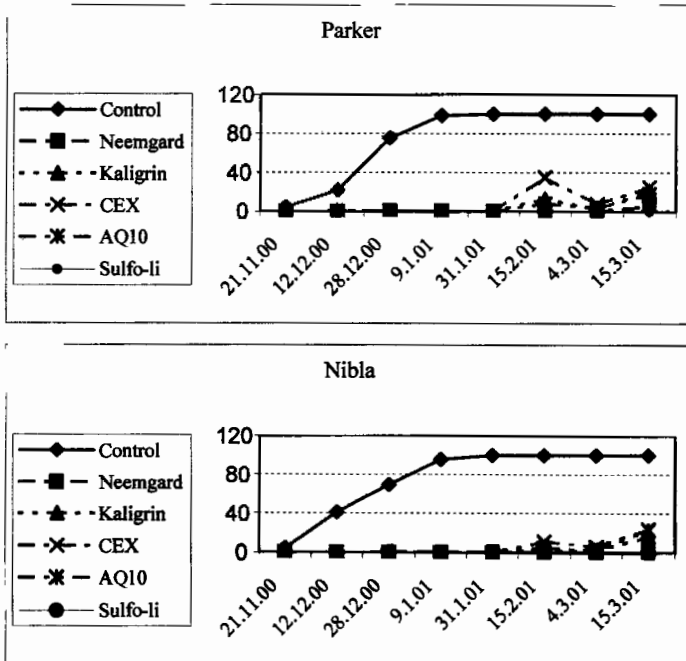 Parker
Control
Neemgard
Kaligrin
CEX
AQ10
Sulfo-li
120
80
40
0
21.11.00
12.12.00
28.12.00
9.1.01
31.1.01
15.2.01
4.3.01
15.3.01
Nibla
Control
Neemgard
Kaligrin
CEX
AQ10
Sulfo-li
120
80
40
0
21.11.00
12.12.00
28.12.00
9.1.01
31.1.01
15.2.01
4.3.01
15.3.01